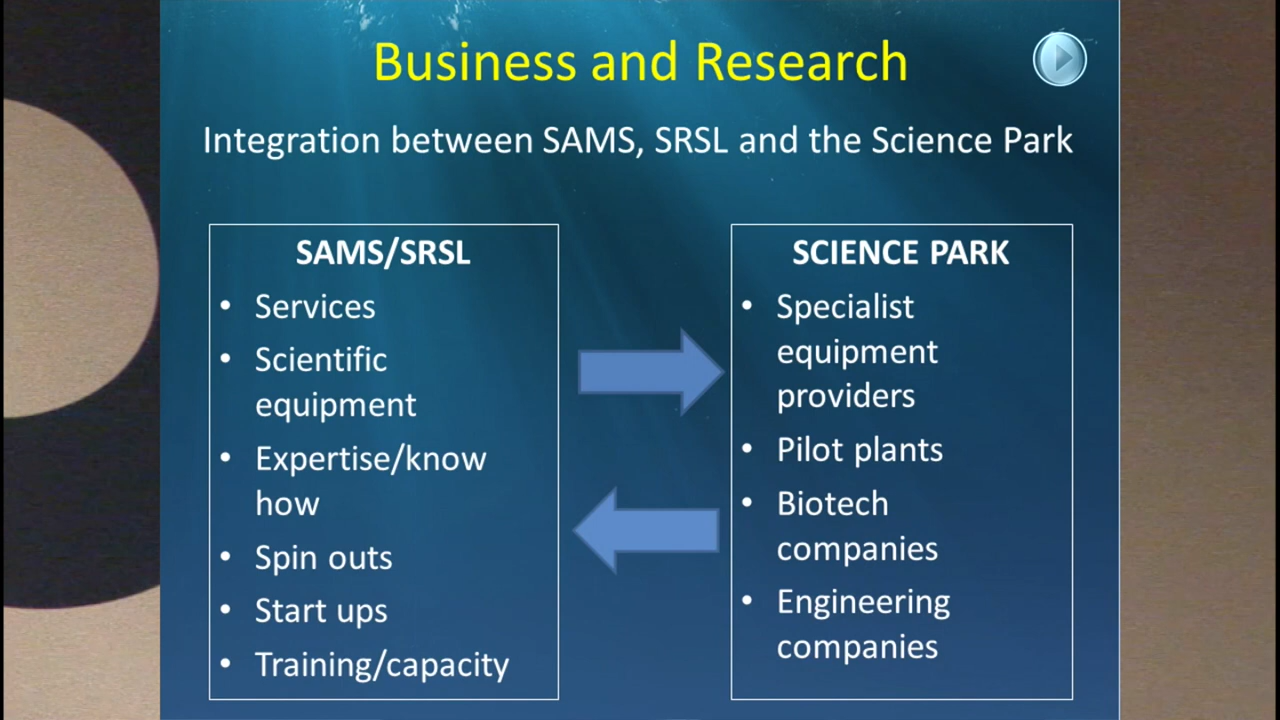 Business and Research
Integration between SAMS, SRSL and the Science Park
SAMS/SRSL
• Services
• Scientific
equipment
• Expertise/know
how
• Spin outs
• Start ups
• Training/capacity
SCIENCE PARK
• Specialist
equipment
providers
• Pilot plants
• Biotech
companies
• Engineering
companies